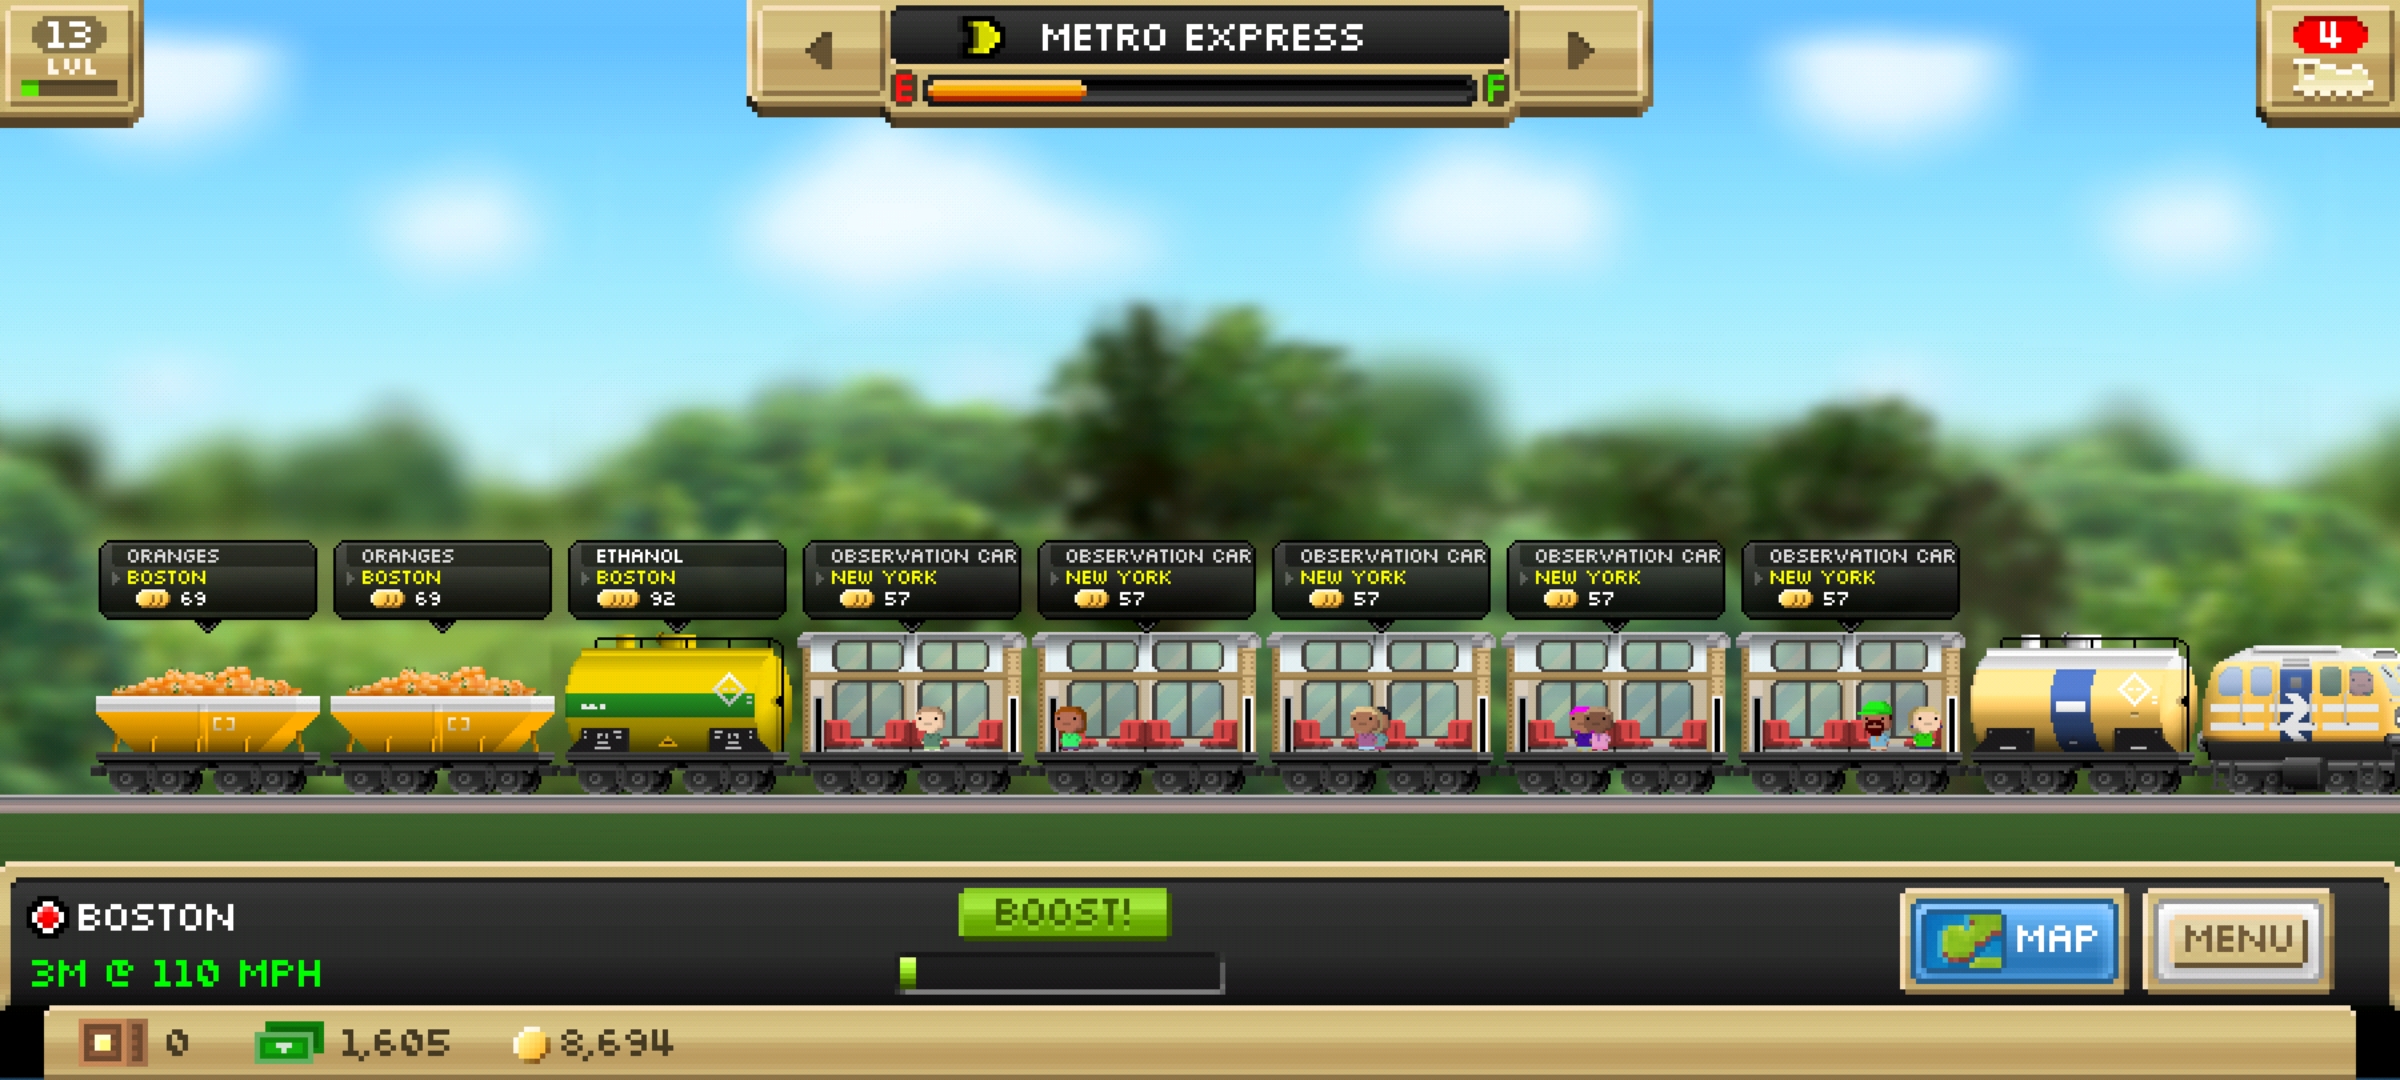 13
LVL
METRO EXPRESS
E
F
4
ORANGES
BOSTON
69
ORANGES
BOSTON
69
ETHANOL
BOSTON
92
OBSERVATION CAR
NEW YORK
57
OBSERVATION CAR
NEW YORK
57
OBSERVATION CAR
NEW YORK
57
OBSERVATION CAR
NEW YORK
57
OBSERVATION CAR
NEW YORK
57
BOSTON
3M @ 110 MPH
BOOST!
MAP
MENU
0
1,605
8,694